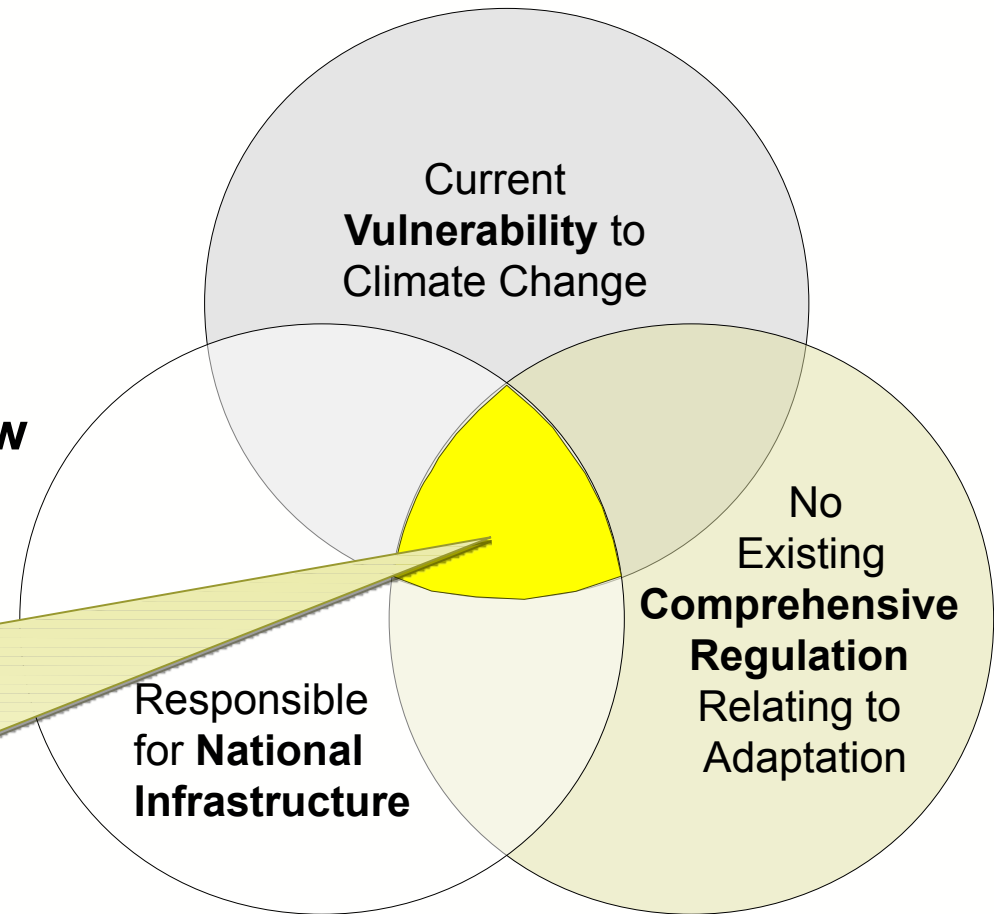 Current
Vulnerability to
Climate Change
No
Existing
Comprehensive
Regulation
Relating to
Adaptation
Responsible
for National
Infrastructure